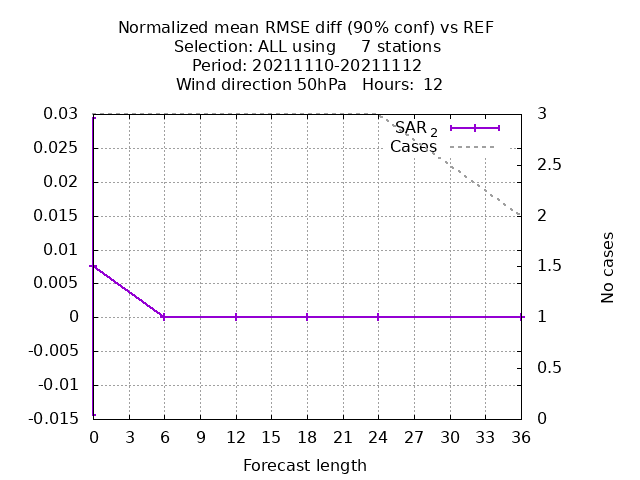 Normalized mean RMSE diff (90% conf) vs REF
Selection: ALL using 7 stations
Period: 20211110-20211112
Wind direction 50hPa Hours: 12
0.03
0.025
0.02
0.015
0.01
0.005
0
-0.005
-0.01
-0.015
SAR 2
Cases
3
2.5
2
1.5
1
0.5
0
No cases
0 3 6 9 12 15 18 21 24 27 30 33 36
Forecast length